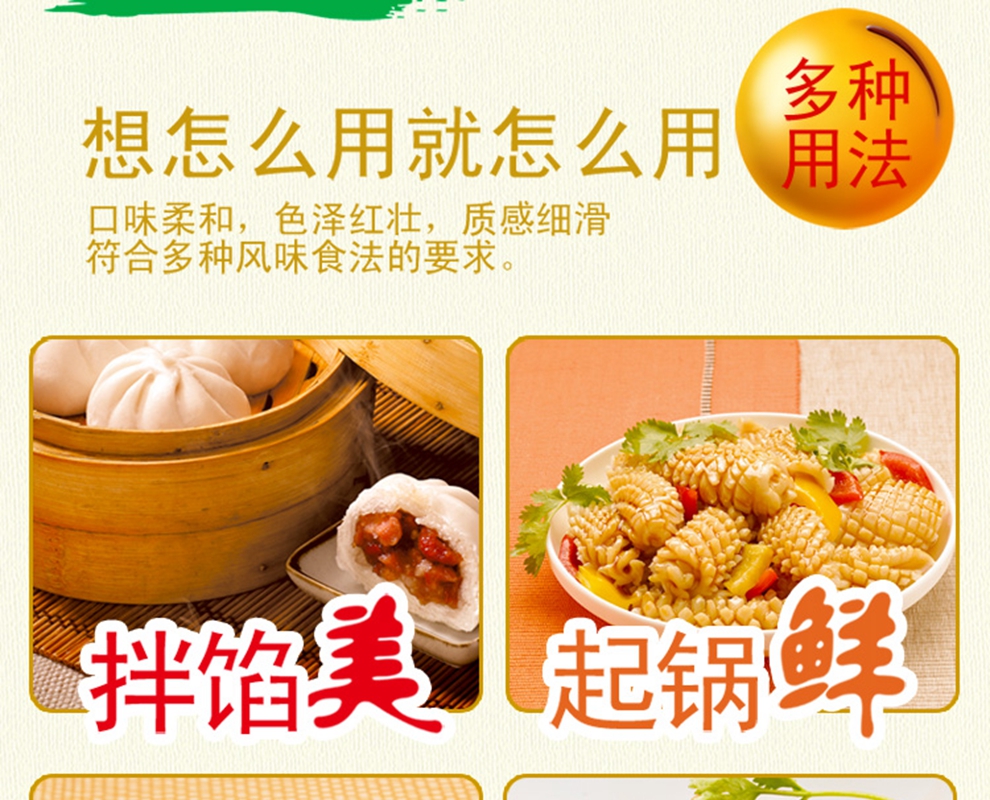 多种
用法
想怎么用就怎么用
口味柔和，色泽红壮，质感细滑
符合多种风味食法的要求。
拌馅美
起锅鲜